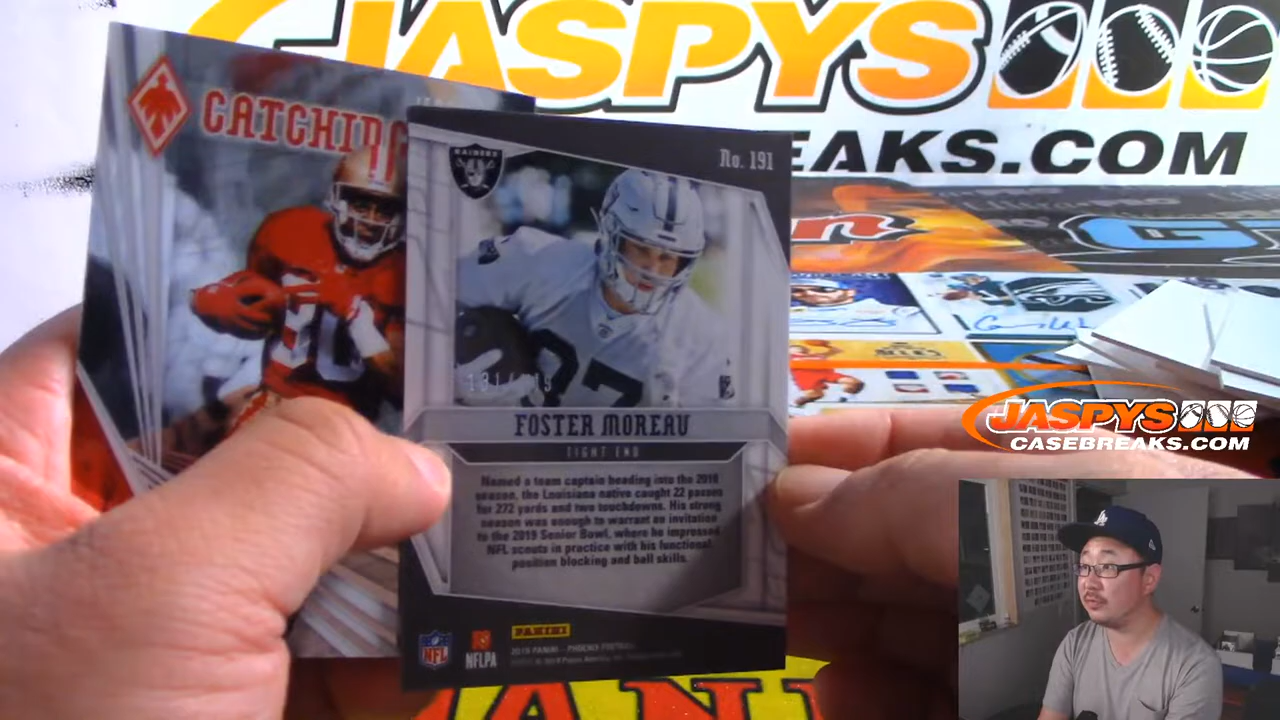 JASPYS
EAKS.COM
CATCHING
RAIDERS
No. 191
FOSTER MOREAU
TIGHT END
Named a team captain heading into the 2018
season, the Louisiana native caught 22 passes
for 272 yards and two touchdowns. His strong
season was enough to warrant an invitation
to the 2019 Senior Bowl, where he impressed
NFL scouts in practice with his functional,
position blocking and ball skills.
NFL
NFLPA
PANINI
2019 PANINI – PHOENIX FOOTBALL
JASPYS
CASEBREAKS.COM
LA